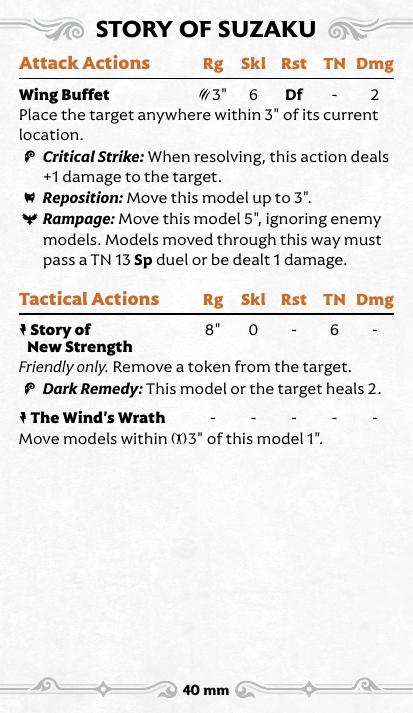 STORY OF SUZAKU
Attack Actions Rg Skl Rst TN Dmg
Wing Buffet 3" 6 Df - 2
Place the target anywhere within 3" of its current
location.
Critical Strike: When resolving, this action deals
+1 damage to the target.
Reposition: Move this model up to 3".
Rampage: Move this model 5", ignoring enemy
models. Models moved through this way must
pass a TN 13 Sp duel or be dealt 1 damage.
Tactical Actions Rg Skl Rst TN Dmg
Story of 8" 0 - 6 -
New Strength
Friendly only. Remove a token from the target.
Dark Remedy: This model or the target heals 2.
The Wind's Wrath - - - - -
Move models within 3" of this model 1".
40 mm